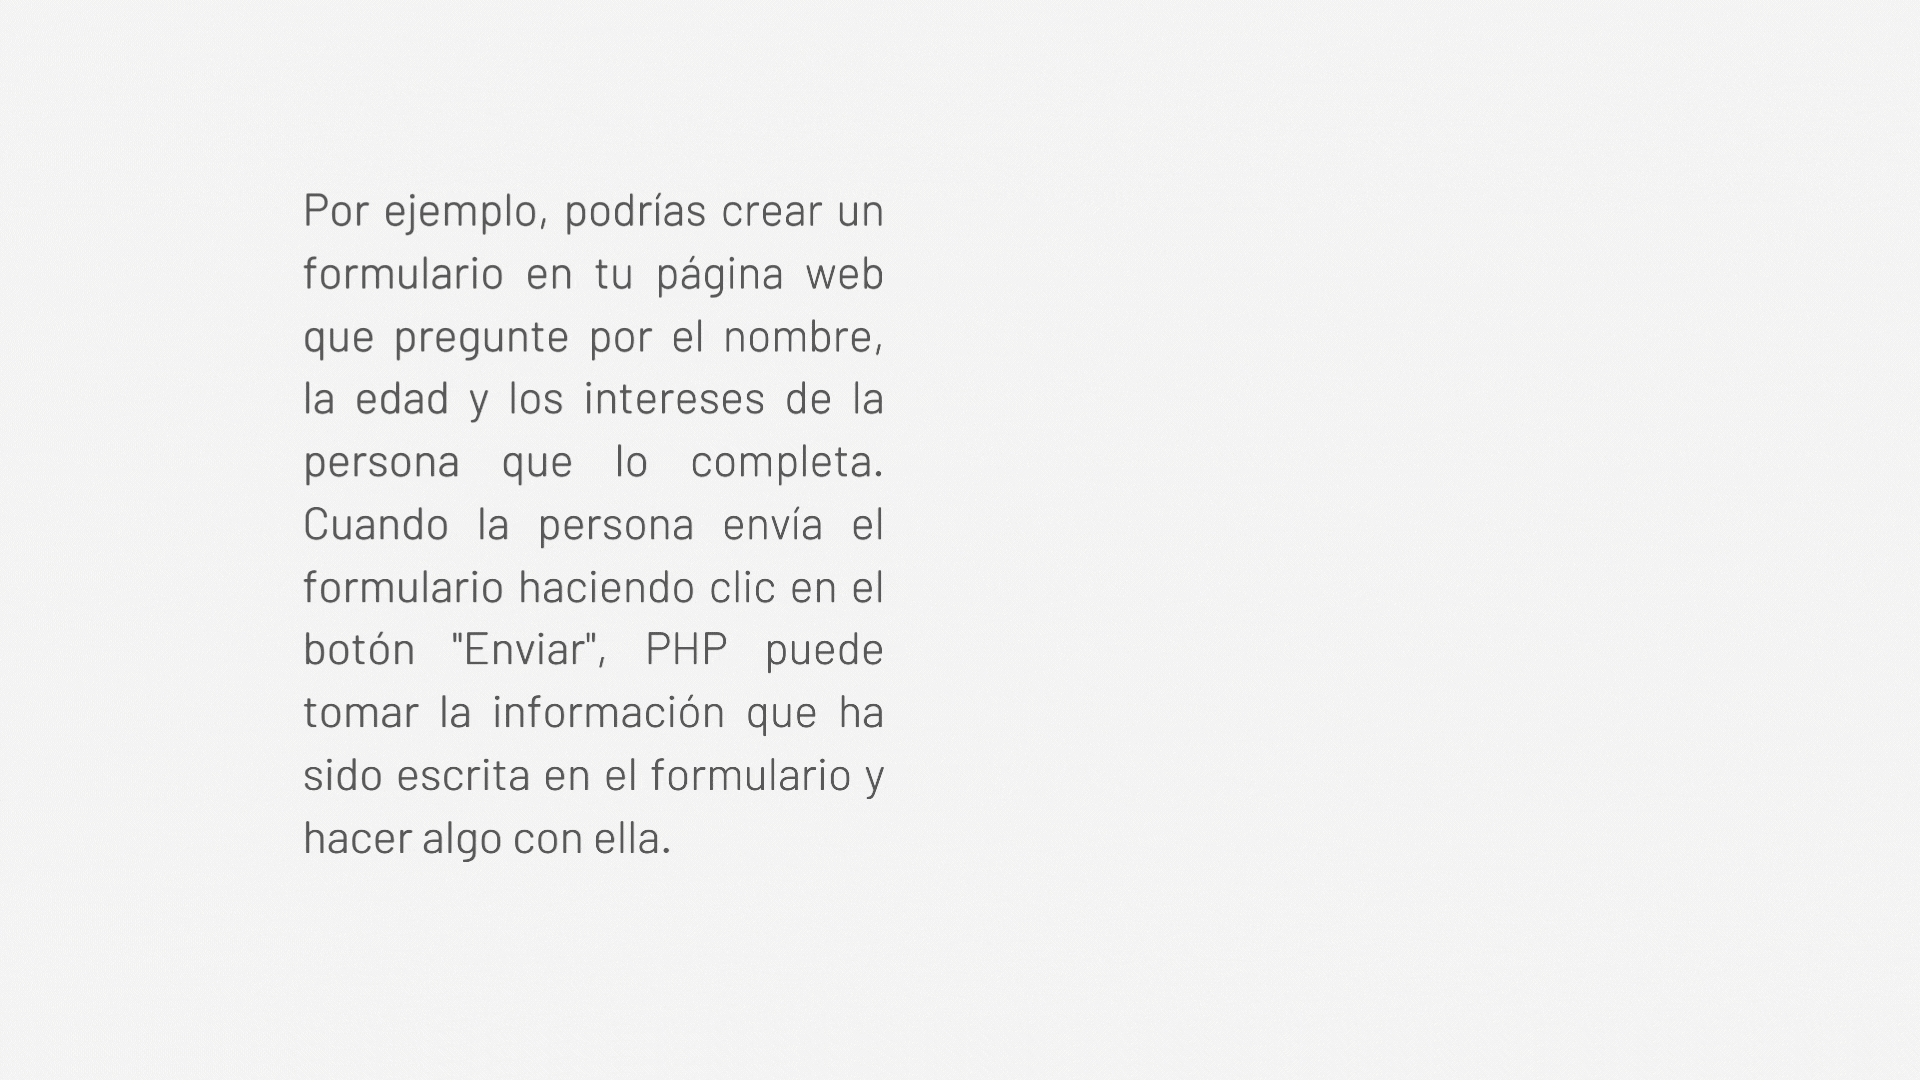 Por ejemplo, podrías crear un
formulario en tu página web
que pregunte por el nombre,
la edad y los intereses de la
persona que lo completa.
Cuando la persona envía el
formulario haciendo clic en el
botón "Enviar", PHP puede
tomar la información que ha
sido escrita en el formulario y
hacer algo con ella.